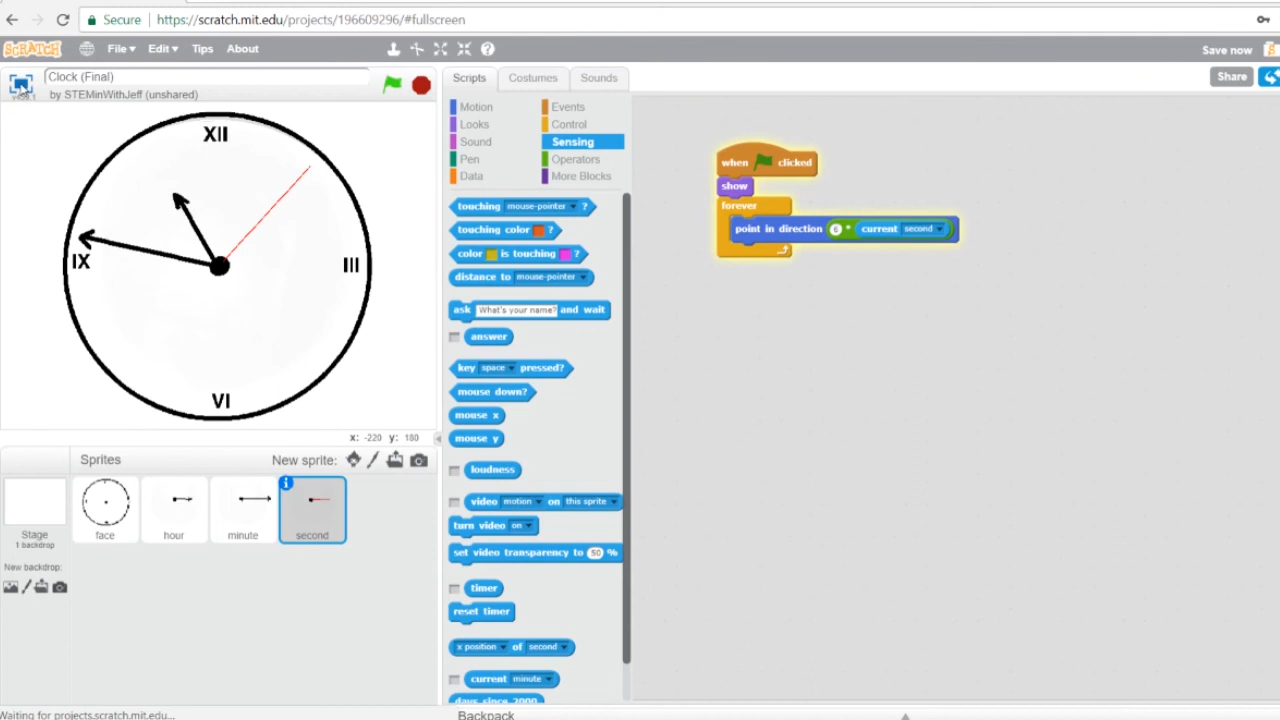 Secure https://scratch.mit.edu/projects/196609296/#fullscreen
SCRATCH File Edit Tips About Save now
Clock (Final)
by STEMinWithJeff (unshared)
Scripts Costumes Sounds
Share
XII
III
VI
IX
Motion Events
Looks Control
Sound Sensing
Pen Operators
Data More Blocks
touching mouse-pointer ?
touching color ?
color is touching ?
distance to mouse-pointer
ask What's your name? and wait
answer
key space pressed?
mouse down?
mouse x
mouse y
loudness
video motion on this sprite
turn video on
set video transparency to 50 %
timer
reset timer
x position of second
current minute
days since 2000
when clicked
show
forever
point in direction 6 * current second
x: -220 y: 180
Sprites New sprite:
Stage
1 backdrop
New backdrop:
face hour minute second
Waiting for projects.scratch.mit.edu...
Backpack